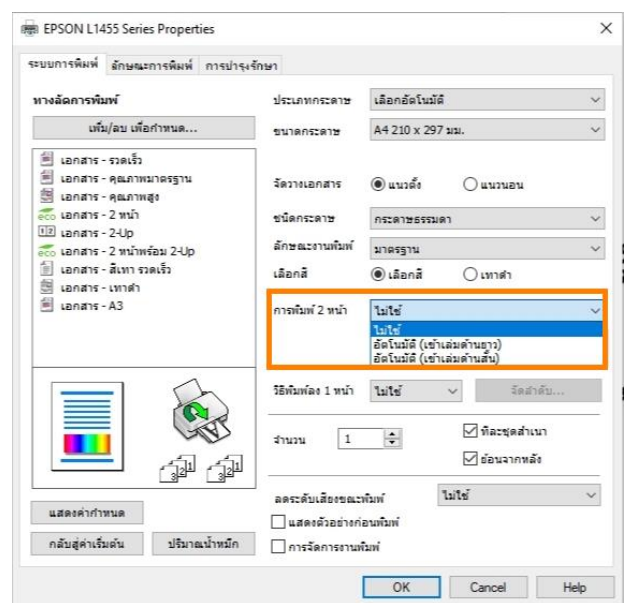 EPSON L1455 Series Properties
ระบบการพิมพ์ ลักษณะการพิมพ์ การบำรุงรักษา
ทางลัดการพิมพ์
เพิ่ม/ลบ เพื่อกำหนด...
เอกสาร - รวดเร็ว
เอกสาร - คุณภาพมาตรฐาน
เอกสาร - คุณภาพสูง
eco เอกสาร - 2 หน้า
1 2 เอกสาร - 2-Up
eco เอกสาร - 2 หน้าพร้อม 2-Up
เอกสาร - สีเทา รวดเร็ว
เอกสาร - เทาดำ
เอกสาร - A3
3 2 1 3 2 1
แสดงค่ากำหนด
กลับสู่ค่าเริ่มต้น ปริมาณน้ำหมึก
ประเภทกระดาษ เลือกอัตโนมัติ
ขนาดกระดาษ A4 210 x 297 มม.
จัดวางเอกสาร แนวตั้ง แนวนอน
ชนิดกระดาษ กระดาษธรรมดา
ลักษณะงานพิมพ์ มาตรฐาน
เลือกสี เลือกสี เทาดำ
การพิมพ์ 2 หน้า ไม่ใช้
ไม่ใช้
อัตโนมัติ (เข้าเล่มด้านยาว)
อัตโนมัติ (เข้าเล่มด้านสั้น)
วิธีพิมพ์ลง 1 หน้า ไม่ใช้ จัดลำดับ...
จำนวน 1 ทีละชุดสำเนา
ย้อนจากหลัง
ลดระดับเสียงขณะพิมพ์ ไม่ใช้
แสดงตัวอย่างก่อนพิมพ์
การจัดการงานพิมพ์
OK Cancel Help